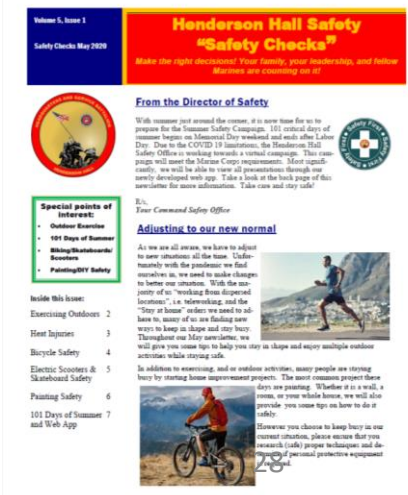 Volume 5, Issue 1
Safety Checks May 2020
Henderson Hall Safety
"Safety Checks"
Make the right decisions! Your family, your leadership, and fellow
Marines are counting on it!
From the Director of Safety
With summer just around the corner, it is now time for us to
prepare for the Summer Safety Campaign. 101 critical days of
summer begins on Memorial Day weekend and ends after Labor
Day. Due to the COVID 19 limitations, the Henderson Hall
Safety Office is working towards a virtual campaign. This cam-
paign will meet the Marine Corps requirements. Most signifi-
cantly, we will be able to view all presentations through our
newly developed web app. Take a look at the back page of this
newsletter for more information. Take care and stay safe!
R/s,
Your Command Safety Office
Safety First
Special points of
interest:
• Outdoor Exercise
• 101 Days of Summer
• Biking/Skateboards/
Scooters
• Painting/DIY Safety
Inside this issue:
Exercising Outdoors 2
Heat Injuries 3
Bicycle Safety 4
Electric Scooters & 5
Skateboard Safety
Painting Safety 6
101 Days of Summer 7
and Web App
Adjusting to our new normal
As we are all aware, we have to adjust
to new situations all the time. Unfor-
tunately with the pandemic we find
ourselves in, we need to make changes
to better our situation. With the ma-
jority of us "working from dispersed
locations", i.e. teleworking, and the
"Stay at home" orders we need to ad-
here to, many of us are finding new
ways to keep in shape and stay busy.
Throughout our May newsletter, we
will give you some tips to help you stay in shape and enjoy multiple outdoor
activities while staying safe.
In addition to exercising, and or outdoor activities, many people are staying
busy by starting home improvement projects. The most common project these
days are painting. Whether it is a wall, a
room, or your whole house, we will also
provide you some tips on how to do it
safely.
However you choose to keep busy in our
current situation, please ensure that you
research (safe) proper techniques and de-
if personal protective equipment
28